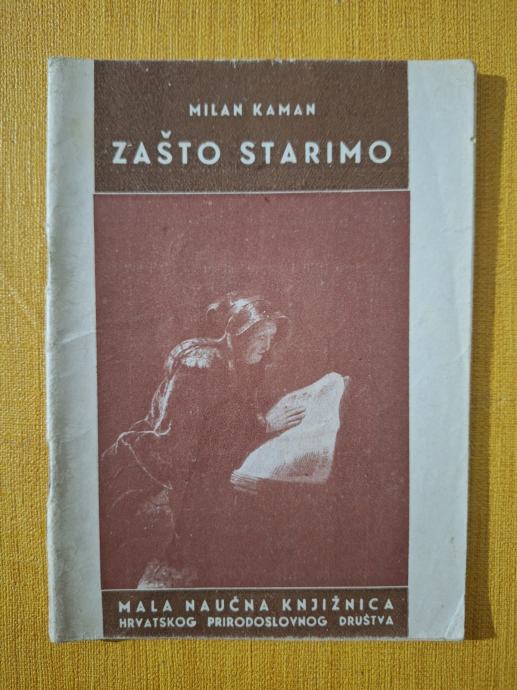 MILAN KAMAN
ZAŠTO STARIMO
MALA NAUČNA KNJIŽNICA
HRVATSKOG PRIRODOSLOVNOG DRUŠTVA